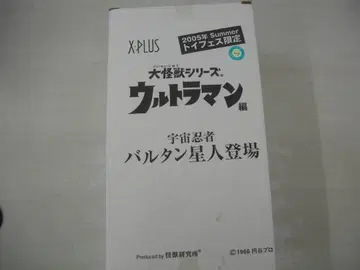 X-PLUS
2005年 Summer
トイフェス限定
大怪獣シリーズ
ウルトラマン編
宇宙忍者
バルタン星人登場
Produced by 怪獣研究所®
©1966 円谷プロ